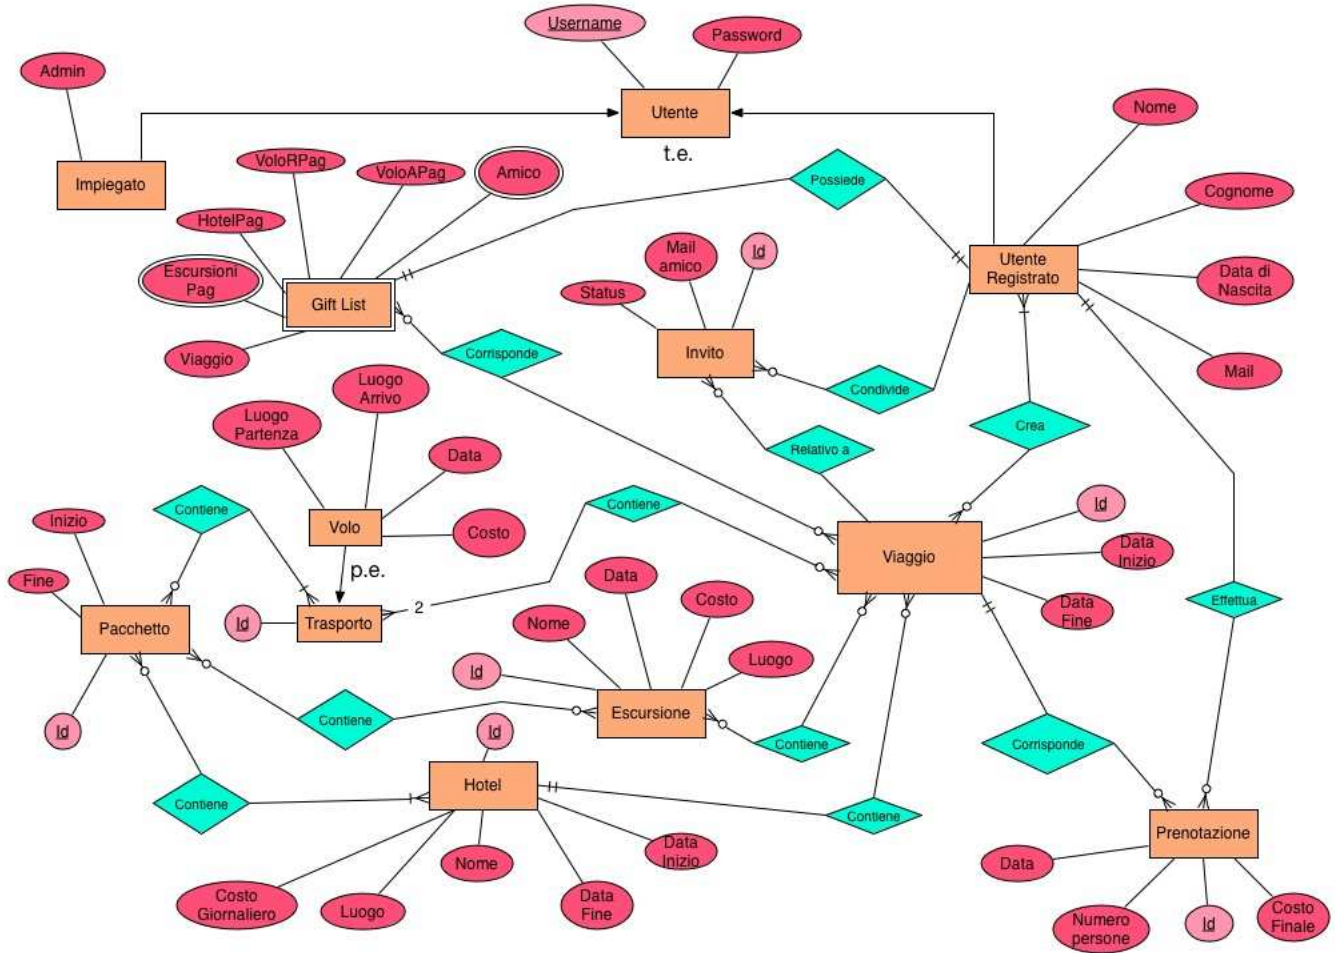 Username
Password
Admin
Utente
t.e.
Nome
Impiegato
VoloRPag
VoloAPag
Amico
Possiede
Cognome
HotelPag
Escursioni
Pag
Gift List
Mail
amico
Id
Status
Utente
Registrato
Data di
Nascita
Viaggio
Corrisponde
Invito
Condivide
Mail
Luogo
Arrivo
Luogo
Partenza
Data
Relativo a
Crea
Inizio
Contiene
Volo
Costo
Contiene
Viaggio
Id
Data
Inizio
Fine
p.e.
Data
Costo
Data
Fine
Effettua
Pacchetto
Id
Trasporto
2
Nome
Luogo
Id
Id
Contiene
Escursione
Id
Contiene
Corrisponde
Contiene
Hotel
Contiene
Prenotazione
Costo
Giornaliero
Luogo
Nome
Data
Inizio
Data
Fine
Data
Numero
persone
Id
Costo
Finale